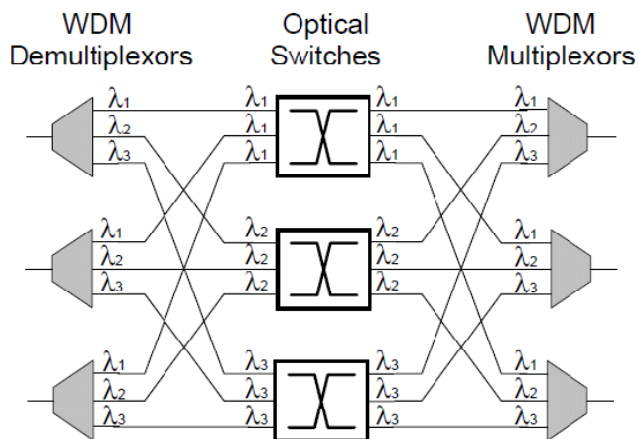 WDM Demultiplexors
Optical Switches
WDM Multiplexors
λ1 λ1 λ1 λ1
λ2 λ1 λ1 λ2
λ3 λ1 λ1 λ3
λ1 λ2 λ2 λ1
λ2 λ2 λ2 λ2
λ3 λ2 λ2 λ3
λ1 λ3 λ3 λ1
λ2 λ3 λ3 λ2
λ3 λ3 λ3 λ3